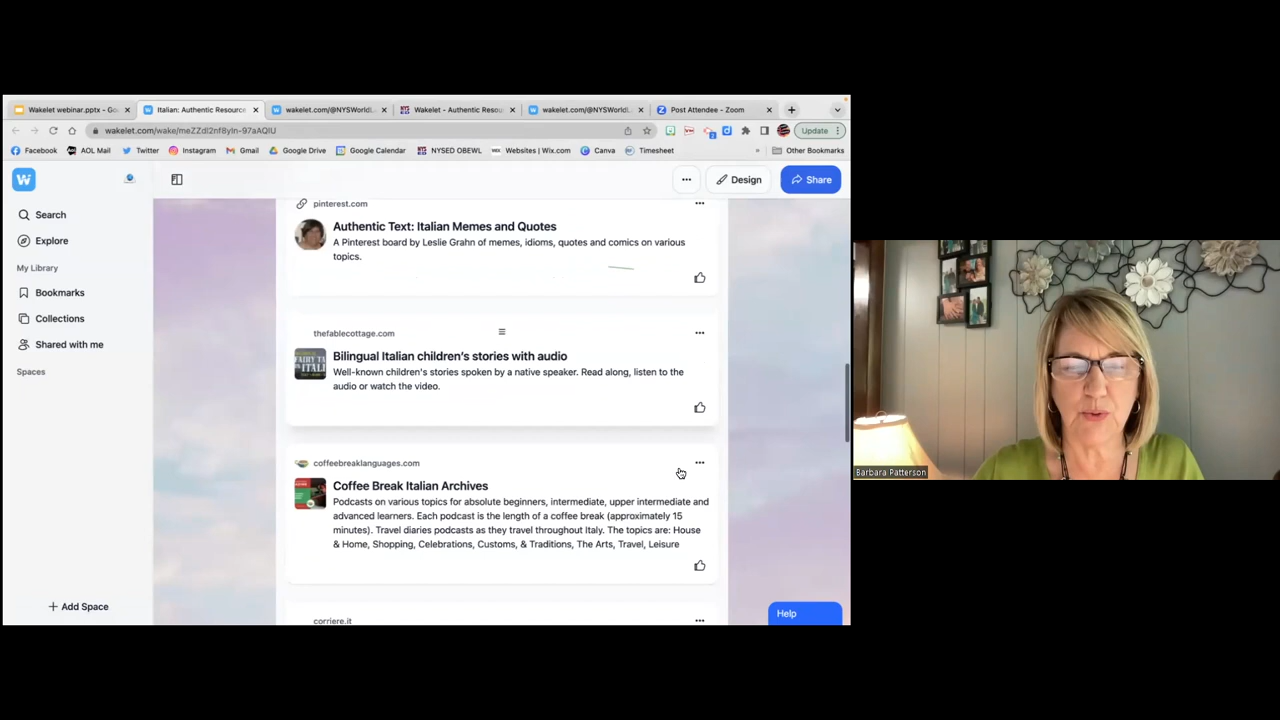 Wakelet webinar.pptx - Go
Italian: Authentic Resource
wakelet.com/@NYSWorldL
Wakelet - Authentic Resou
wakelet.com/@NYSWorldL
Post Attendee - Zoom
wakelet.com/wake/meZZdl2nf8yln-97aAQIU
Update
Facebook
AOL Mail
Twitter
Instagram
Gmail
Google Drive
Google Calendar
NYSED OBEWL
Websites | Wix.com
Canva
Timesheet
»
Other Bookmarks
W
Design
Share
Search
Explore
My Library
Bookmarks
Collections
Shared with me
Spaces
+ Add Space
pinterest.com
Authentic Text: Italian Memes and Quotes
A Pinterest board by Leslie Grahn of memes, idioms, quotes and comics on various
topics.
thefablecottage.com
Bilingual Italian children's stories with audio
Well-known children's stories spoken by a native speaker. Read along, listen to the
audio or watch the video.
coffeebreaklanguages.com
Coffee Break Italian Archives
Podcasts on various topics for absolute beginners, intermediate, upper intermediate and
advanced learners. Each podcast is the length of a coffee break (approximately 15
minutes). Travel diaries podcasts as they travel throughout Italy. The topics are: House
& Home, Shopping, Celebrations, Customs, & Traditions, The Arts, Travel, Leisure
corriere.it
Help
Barbara Patterson